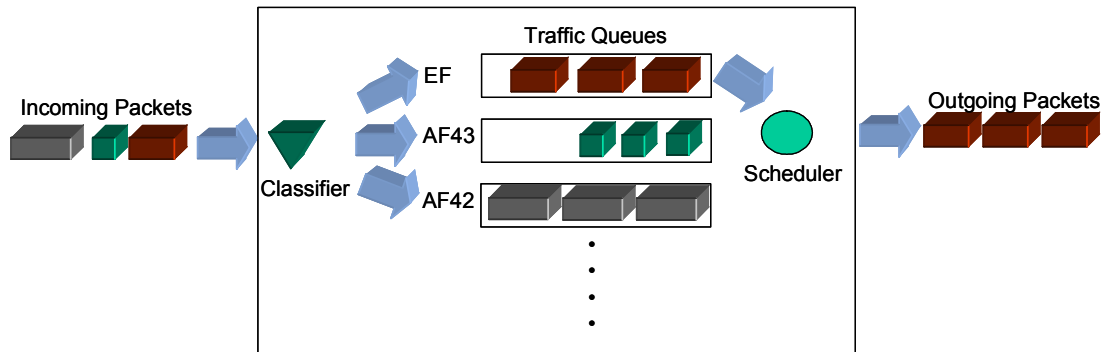 Traffic Queues
EF
Incoming Packets
Outgoing Packets
AF43
Classifier
Scheduler
AF42